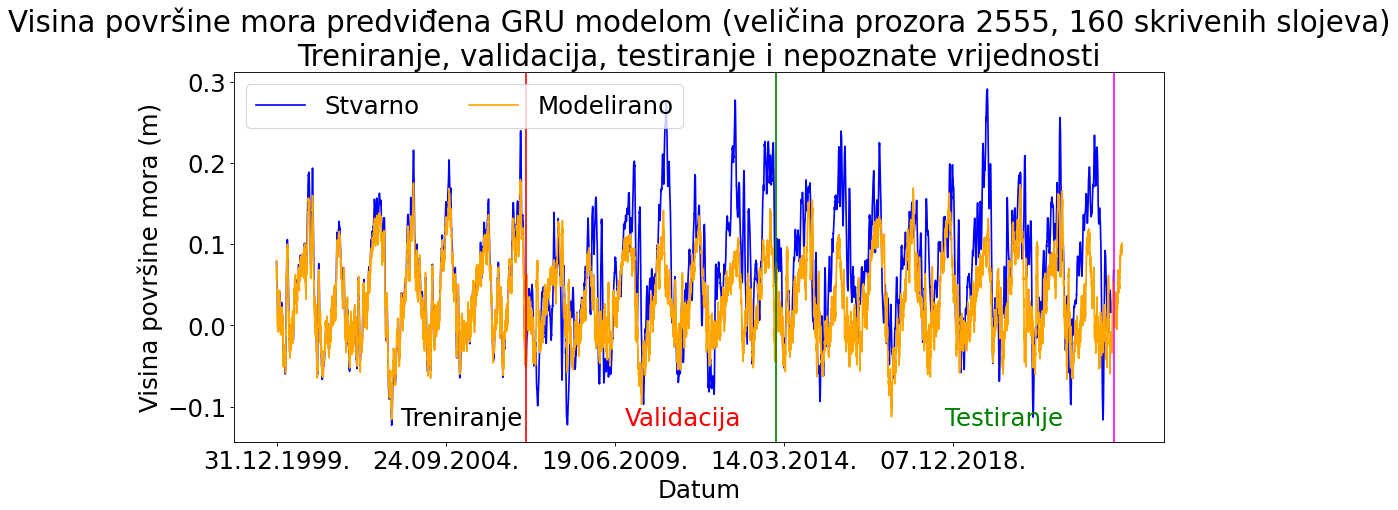 Visina površine mora predviđena GRU modelom (veličina prozora 2555, 160 skrivenih slojeva)
Treniranje, validacija, testiranje i nepoznate vrijednosti
Stvarno
Modelirano
Visina površine mora (m)
0.3
0.2
0.1
0.0
−0.1
Treniranje
Validacija
Testiranje
31.12.1999.
24.09.2004.
19.06.2009.
14.03.2014.
07.12.2018.
Datum